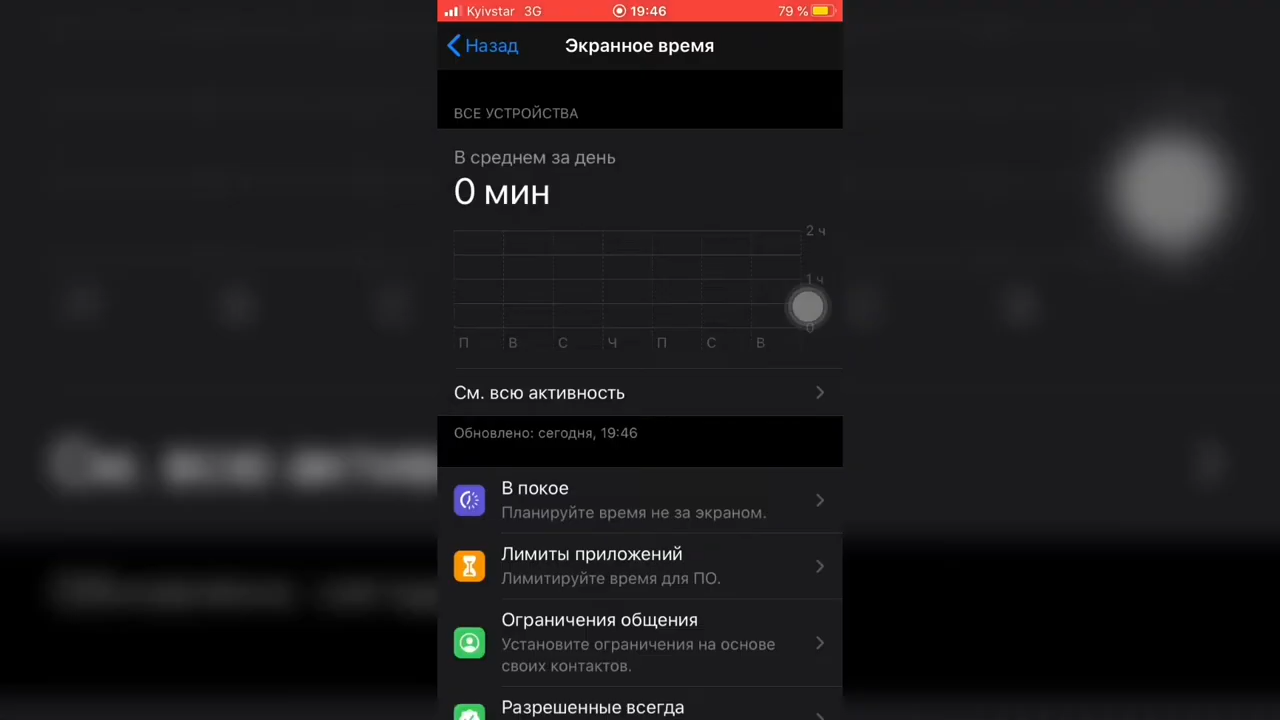 Kyivstar 3G 19:46 79 %
Назад Экранное время
ВСЕ УСТРОЙСТВА
В среднем за день
0 мин
2 ч
1 ч
0
П В С Ч П С В
См. всю активность
Обновлено: сегодня, 19:46
В покое
Планируйте время не за экраном.
Лимиты приложений
Лимитируйте время для ПО.
Ограничения общения
Установите ограничения на основе
своих контактов.
Разрешенные всегда